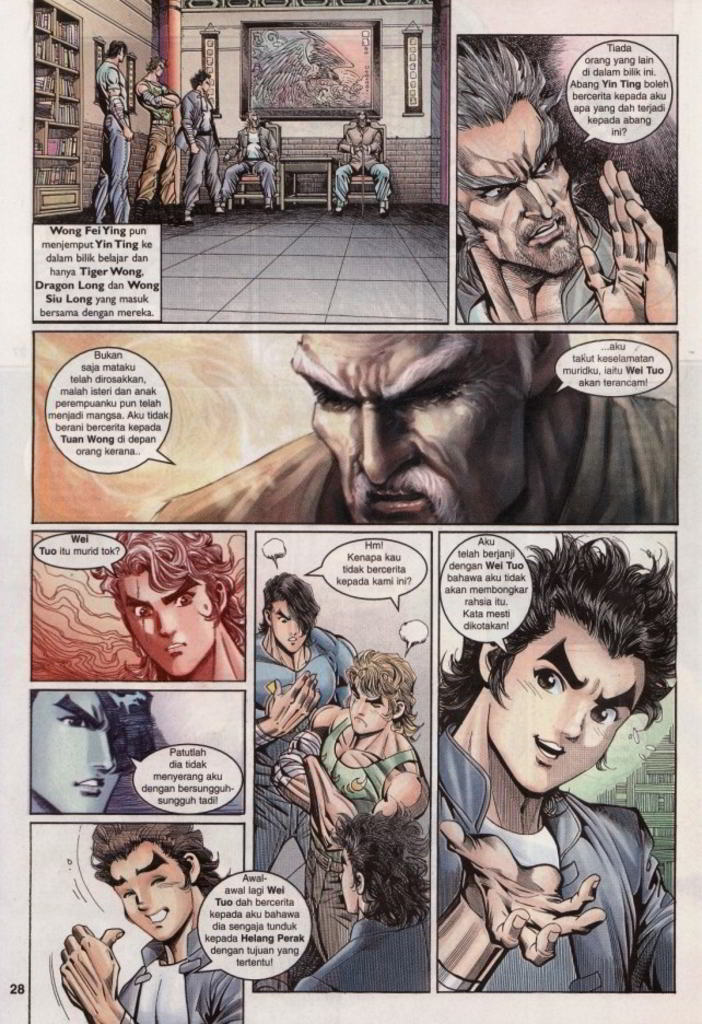 Wong Fei Ying pun
menjemput Yin Ting ke
dalam bilik belajar dan
hanya Tiger Wong,
Dragon Long dan Wong
Siu Long yang masuk
bersama dengan mereka.
Tiada
orang yang lain
di dalam bilik ini.
Abang Yin Ting boleh
bercerita kepada aku
apa yang dah terjadi
kepada abang
ini?
Bukan
saja mataku
telah dirosakkan,
malah isteri dan anak
perempuanku pun telah
menjadi mangsa. Aku tidak
berani bercerita kepada
Tuan Wong di depan
orang kerana..
...aku
takut keselamatan
muridku, iaitu Wei Tuo
akan terancam!
Wei
Tuo itu murid tok?
Patutlah
dia tidak
menyerang aku
dengan bersungguh-
sungguh tadi!
Awal-
awal lagi Wei
Tuo dah bercerita
kepada aku bahawa
dia sengaja tunduk
kepada Helang Perak
dengan tujuan yang
tertentu!
Hm!
Kenapa kau
tidak bercerita
kepada kami ini?
Aku
telah berjanji
dengan Wei Tuo
bahawa aku tidak
akan membongkar
rahsia itu.
Kata mesti
dikotakan!
28